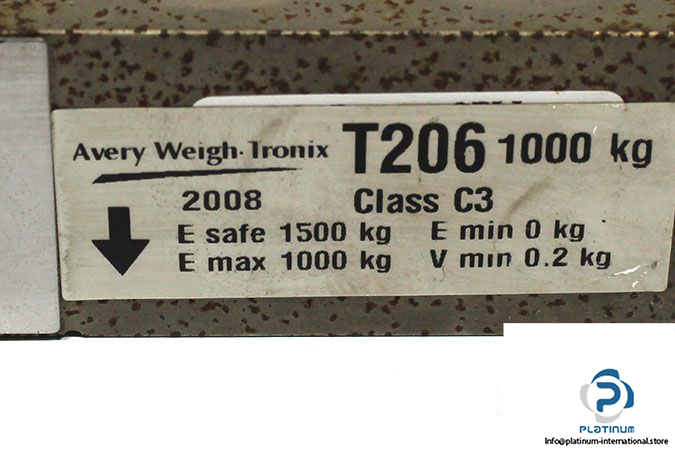 Avery Weigh-Tronix T206 1000 kg
2008 Class C3
E safe 1500 kg E min 0 kg
E max 1000 kg V min 0.2 kg
PLATINUM
Info@platinum-international.store